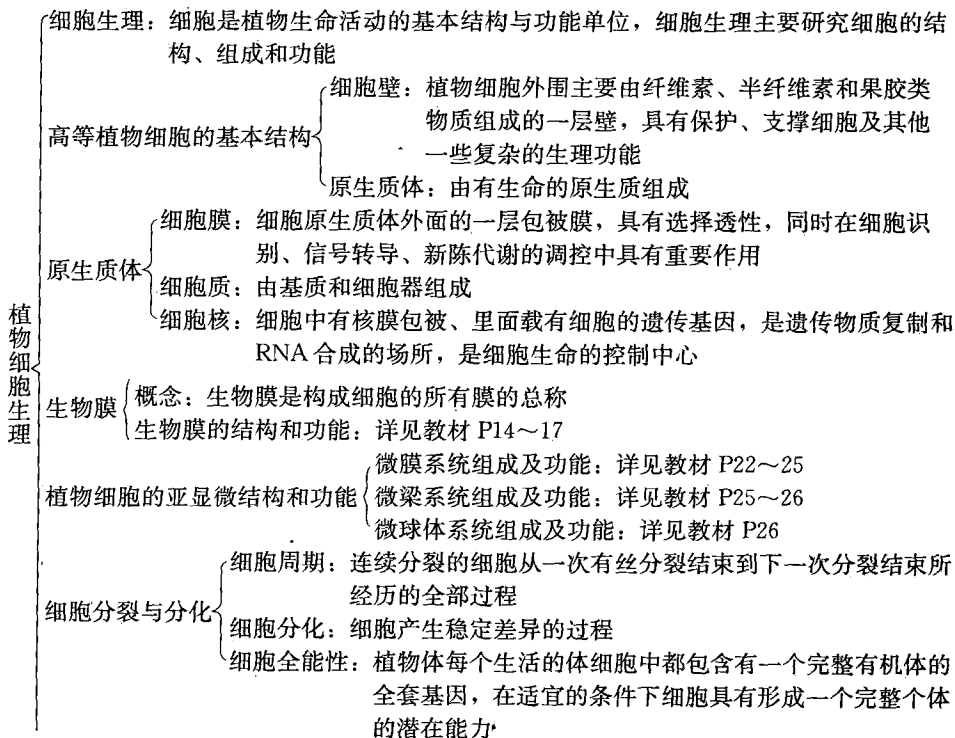 细胞生理：细胞是植物生命活动的基本结构与功能单位，细胞生理主要研究细胞的结
构、组成和功能
细胞壁：植物细胞外围主要由纤维素、半纤维素和果胶类
物质组成的一层壁，具有保护、支撑细胞及其他
一些复杂的生理功能
高等植物细胞的基本结构
原生质体：由有生命的原生质组成
细胞膜：细胞原生质体外面的一层包被膜，具有选择透性，同时在细胞识
别、信号转导、新陈代谢的调控中具有重要作用
原生质体
细胞质：由基质和细胞器组成
细胞核：细胞中有核膜包被、里面载有细胞的遗传基因，是遗传物质复制和
RNA合成的场所，是细胞生命的控制中心
植物细胞生理
生物膜
概念：生物膜是构成细胞的所有膜的总称
生物膜的结构和功能：详见教材 P14～17
微膜系统组成及功能：详见教材 P22～25
植物细胞的亚显微结构和功能
微梁系统组成及功能：详见教材 P25～26
微球体系统组成及功能：详见教材 P26
细胞周期：连续分裂的细胞从一次有丝分裂结束到下一次分裂结束所
经历的全部过程
细胞分裂与分化
细胞分化：细胞产生稳定差异的过程
细胞全能性：植物体每个生活的体细胞中都包含有一个完整有机体的
全套基因，在适宜的条件下细胞具有形成一个完整个体
的潜在能力